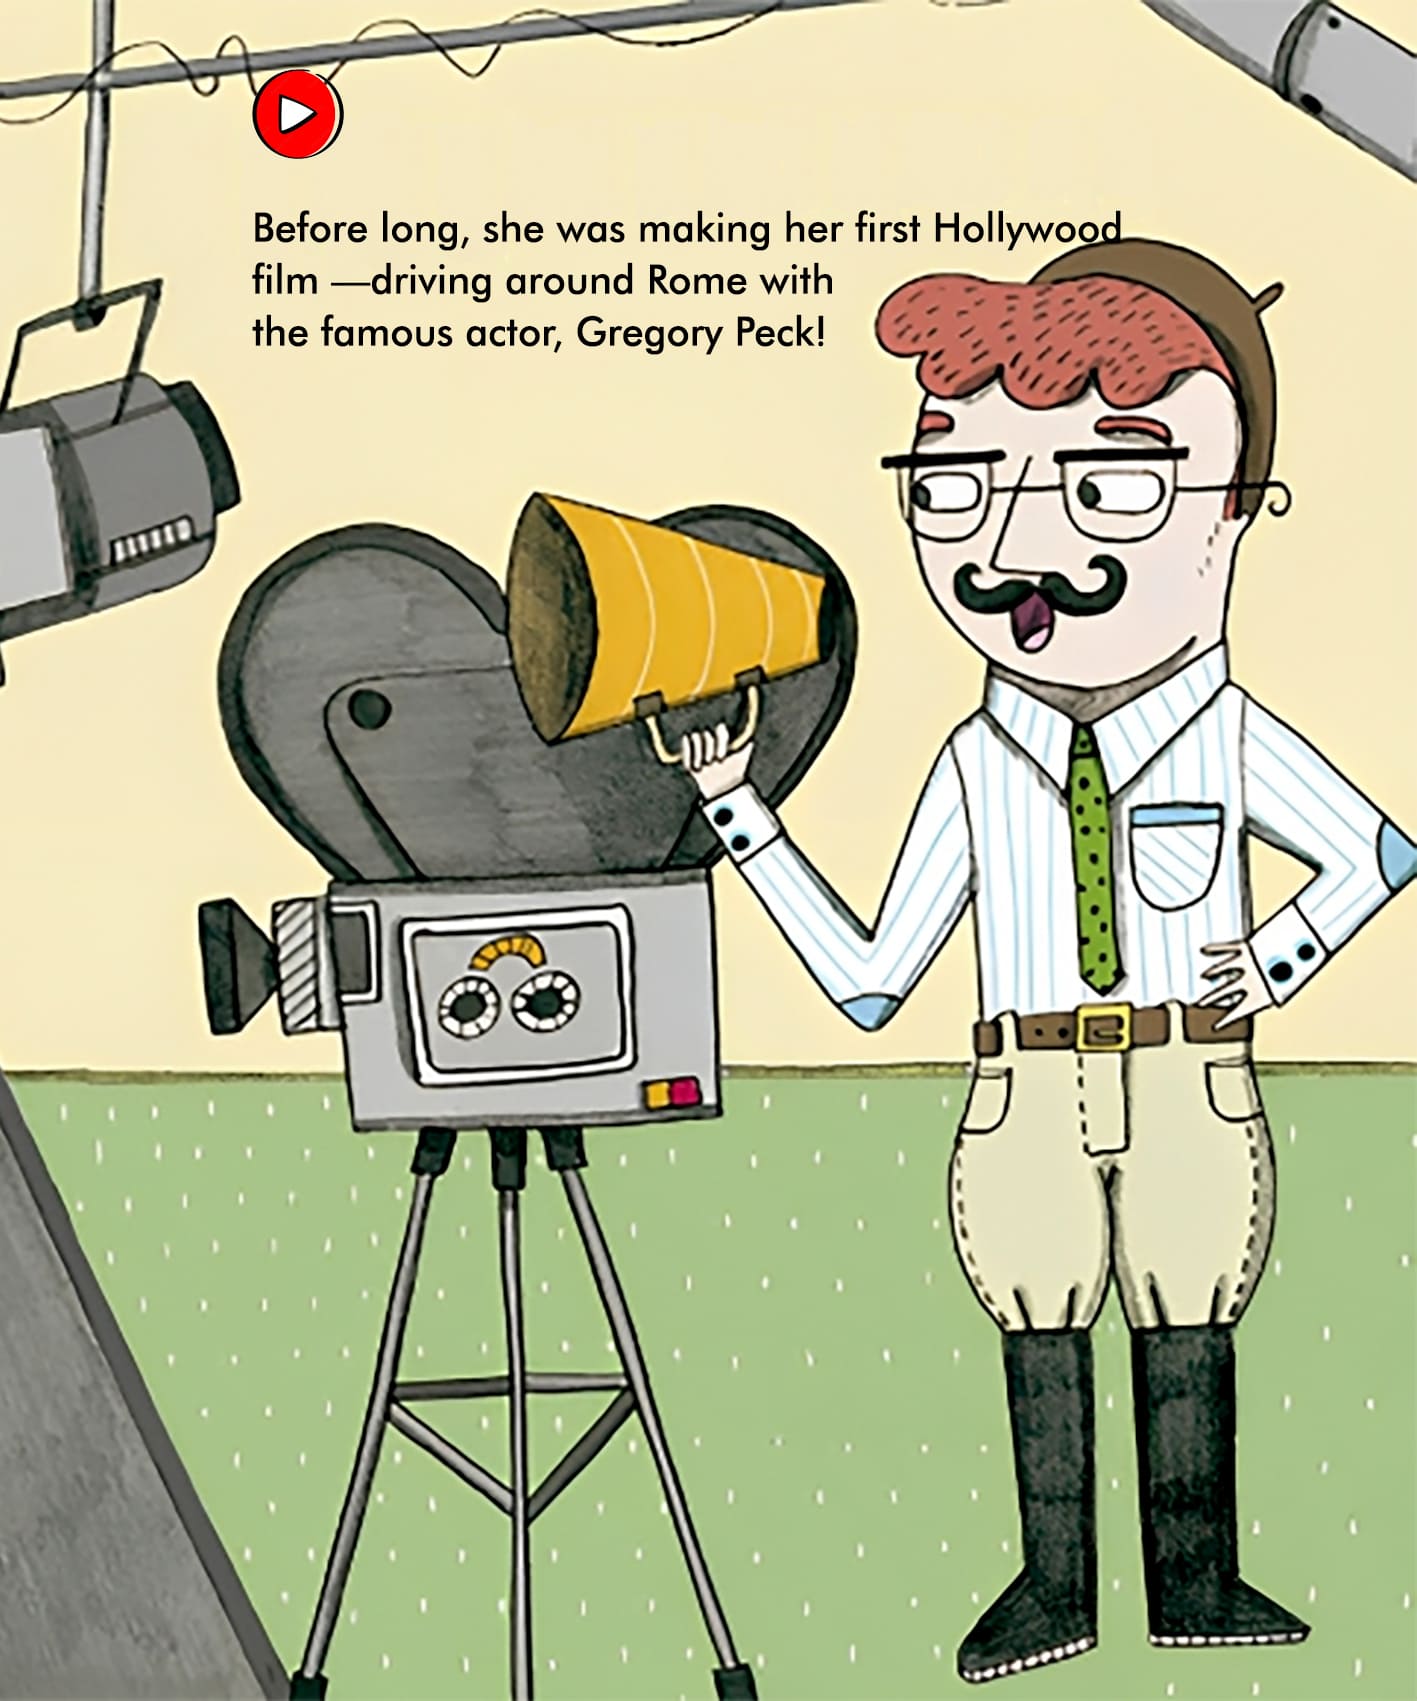 Before long, she was making her first Hollywood
film —driving around Rome with
the famous actor, Gregory Peck!